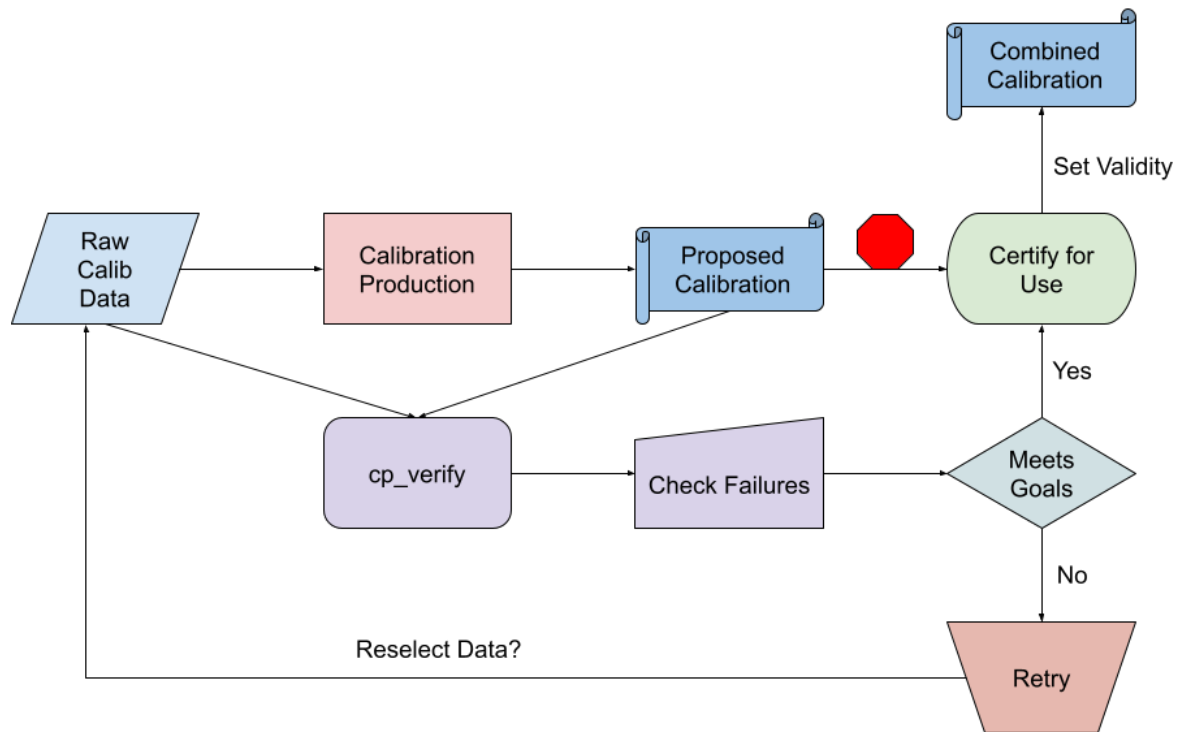 Combined
Calibration
Set Validity
Raw
Calib
Data
Calibration
Production
Proposed
Calibration
Certify for
Use
Yes
cp_verify
Check Failures
Meets
Goals
No
Reselect Data?
Retry